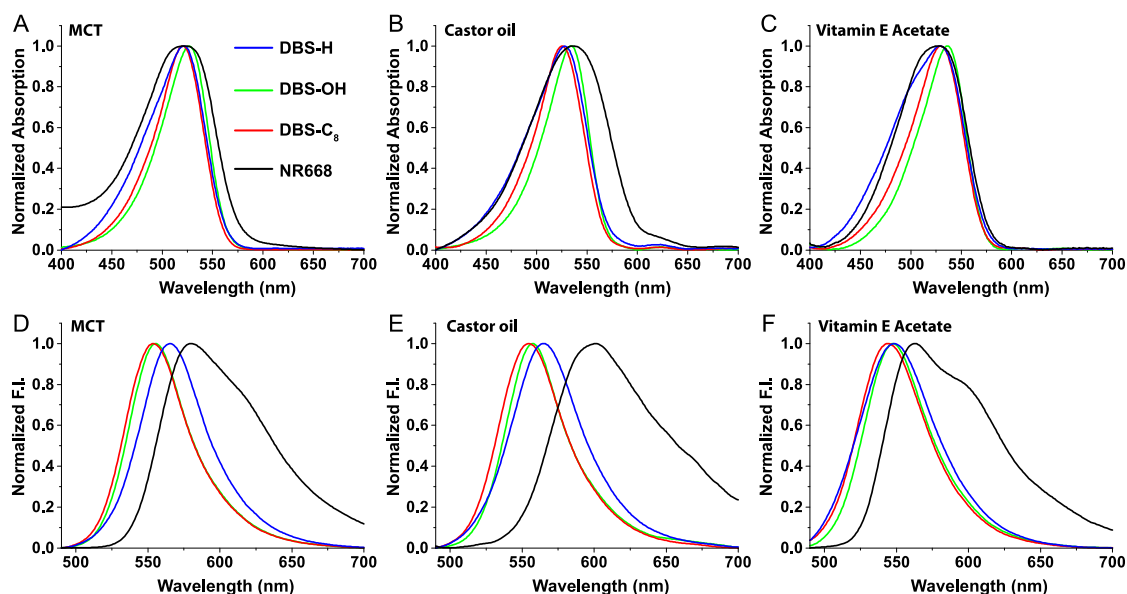 A MCT
B Castor oil
C Vitamin E Acetate
DBS-H
DBS-OH
DBS-C8
NR668
Normalized Absorption
1.0
0.8
0.6
0.4
0.2
0.0
400 450 500 550 600 650 700
Wavelength (nm)
Normalized Absorption
1.0
0.8
0.6
0.4
0.2
0.0
400 450 500 550 600 650 700
Wavelength (nm)
Normalized Absorption
1.0
0.8
0.6
0.4
0.2
0.0
400 450 500 550 600 650 700
Wavelength (nm)
D MCT
E Castor oil
F Vitamin E Acetate
Normalized F.I.
1.0
0.8
0.6
0.4
0.2
0.0
500 550 600 650 700
Wavelength (nm)
Normalized F.I.
1.0
0.8
0.6
0.4
0.2
0.0
500 550 600 650 700
Wavelength (nm)
Normalized F.I.
1.0
0.8
0.6
0.4
0.2
0.0
500 550 600 650 700
Wavelength (nm)